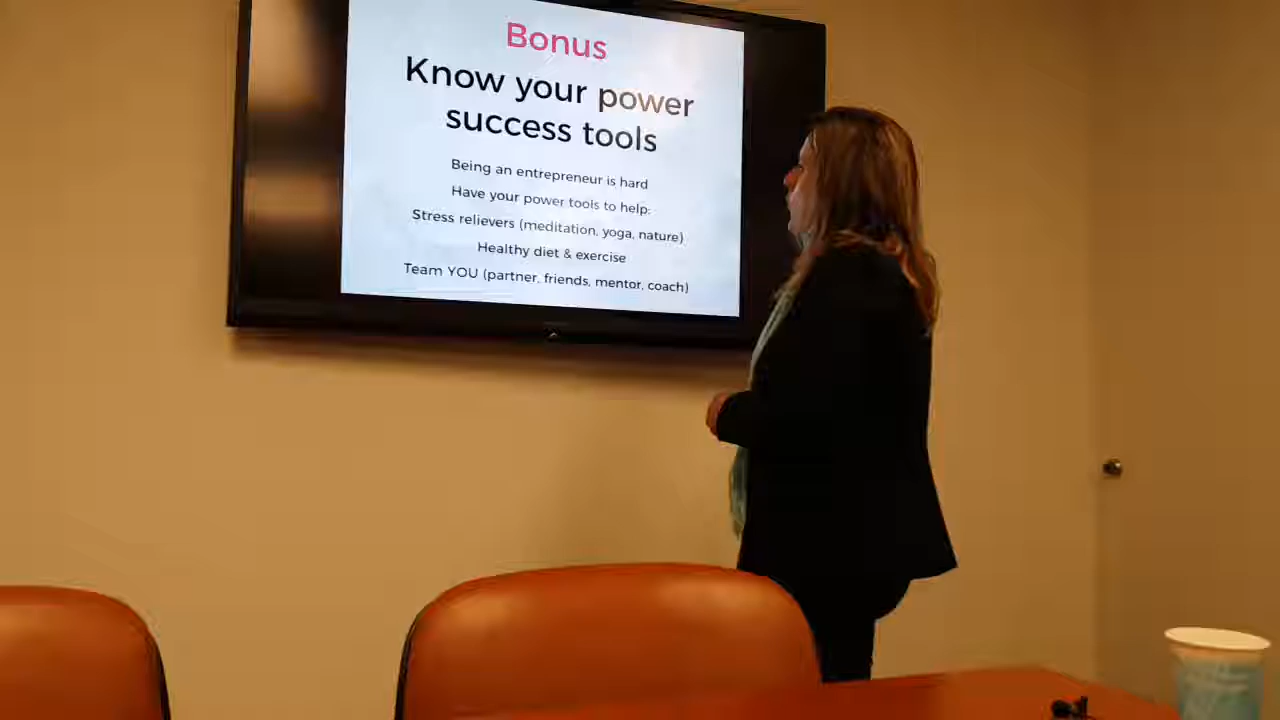 Bonus
Know your power
success tools
Being an entrepreneur is hard
Have your power tools to help:
Stress relievers (meditation, yoga, nature)
Healthy diet & exercise
Team YOU (partner, friends, mentor, coach)